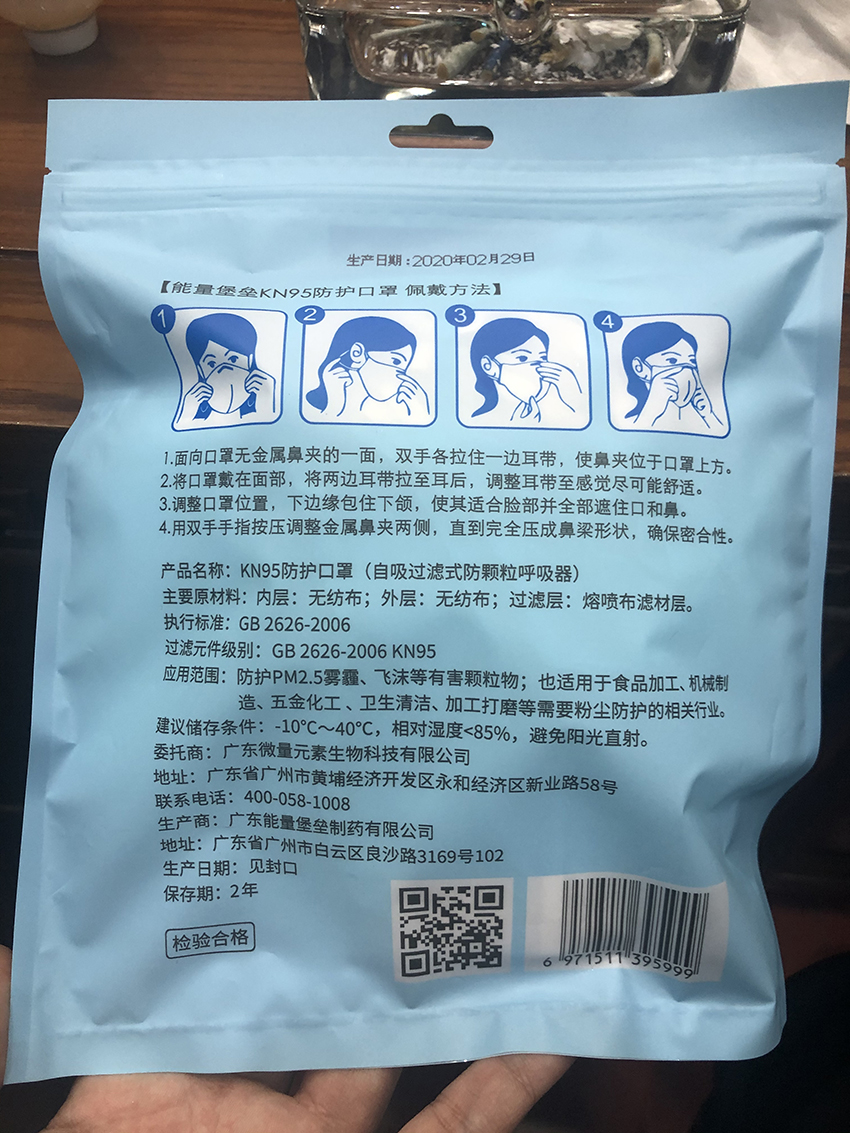 生产日期:2020年02月29日
【能量堡垒KN95防护口罩 佩戴方法】
1 2 3 4
1.面向口罩无金属鼻夹的一面，双手各拉住一边耳带，使鼻夹位于口罩上方。
2.将口罩戴在面部，将两边耳带拉至耳后，调整耳带至感觉尽可能舒适。
3.调整口罩位置，下边缘包住下颌，使其适合脸部并全部遮住口和鼻。
4.用双手手指按压调整金属鼻夹两侧，直到完全压成鼻梁形状，确保密合性。
产品名称：KN95防护口罩（自吸过滤式防颗粒呼吸器）
主要原材料：内层：无纺布；外层：无纺布；过滤层：熔喷布滤材层。
执行标准：GB 2626-2006
过滤元件级别：GB 2626-2006 KN95
应用范围：防护PM2.5雾霾、飞沫等有害颗粒物；也适用于食品加工、机械制
造、五金化工、卫生清洁、加工打磨等需要粉尘防护的相关行业。
建议储存条件：-10℃～40℃，相对湿度<85%，避免阳光直射。
委托商：广东微量元素生物科技有限公司
地址：广东省广州市黄埔经济开发区永和经济区新业路58号
联系电话：400-058-1008
生产商：广东能量堡垒制药有限公司
地址：广东省广州市白云区良沙路3169号102
生产日期：见封口
保存期：2年
检验合格
6 971511 395999